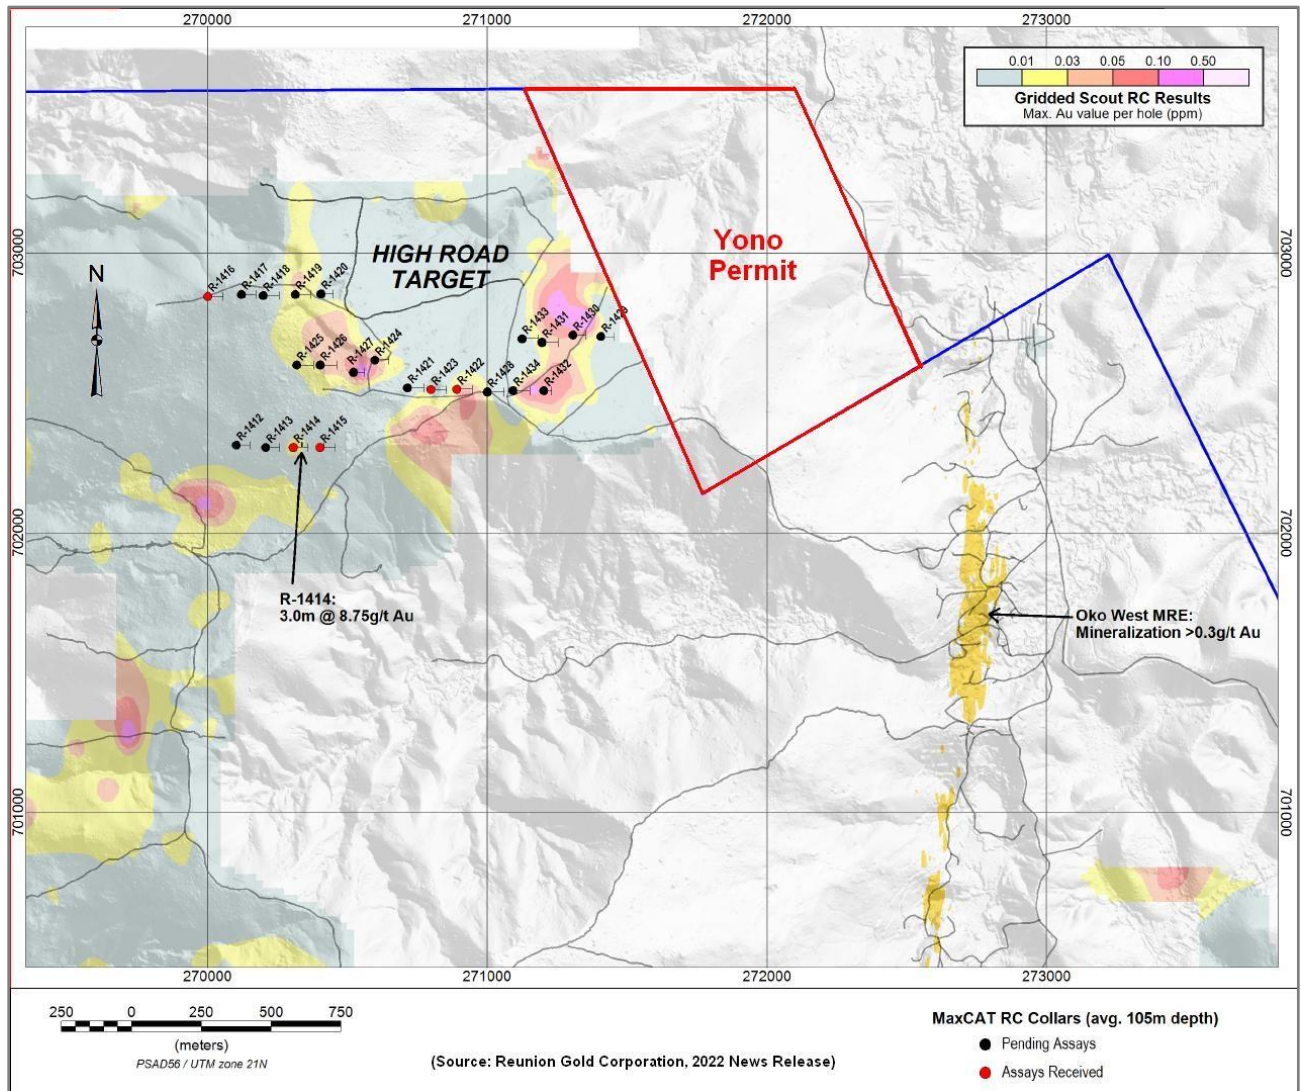 270000 271000 272000 273000
0.01 0.03 0.05 0.10 0.50
Gridded Scout RC Results
Max. Au value per hole (ppm)
703000
703000
HIGH ROAD
TARGET
Yono
Permit
N
R-1416
R-1417
R-1418
R-1419
R-1420
R-1433
R-1431
R-1430
R-1429
R-1425
R-1426
R-1427
R-1424
R-1421
R-1423
R-1422
R-1428
R-1434
R-1432
R-1412
R-1413
R-1414
R-1415
702000
702000
R-1414:
3.0m @ 8.75g/t Au
Oko West MRE:
Mineralization >0.3g/t Au
701000
701000
270000 271000 272000 273000
250 0 250 500 750
(meters)
PSAD56 / UTM zone 21N
(Source: Reunion Gold Corporation, 2022 News Release)
MaxCAT RC Collars (avg. 105m depth)
Pending Assays
Assays Received